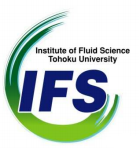 Institute of Fluid Science
Tohoku University
IFS